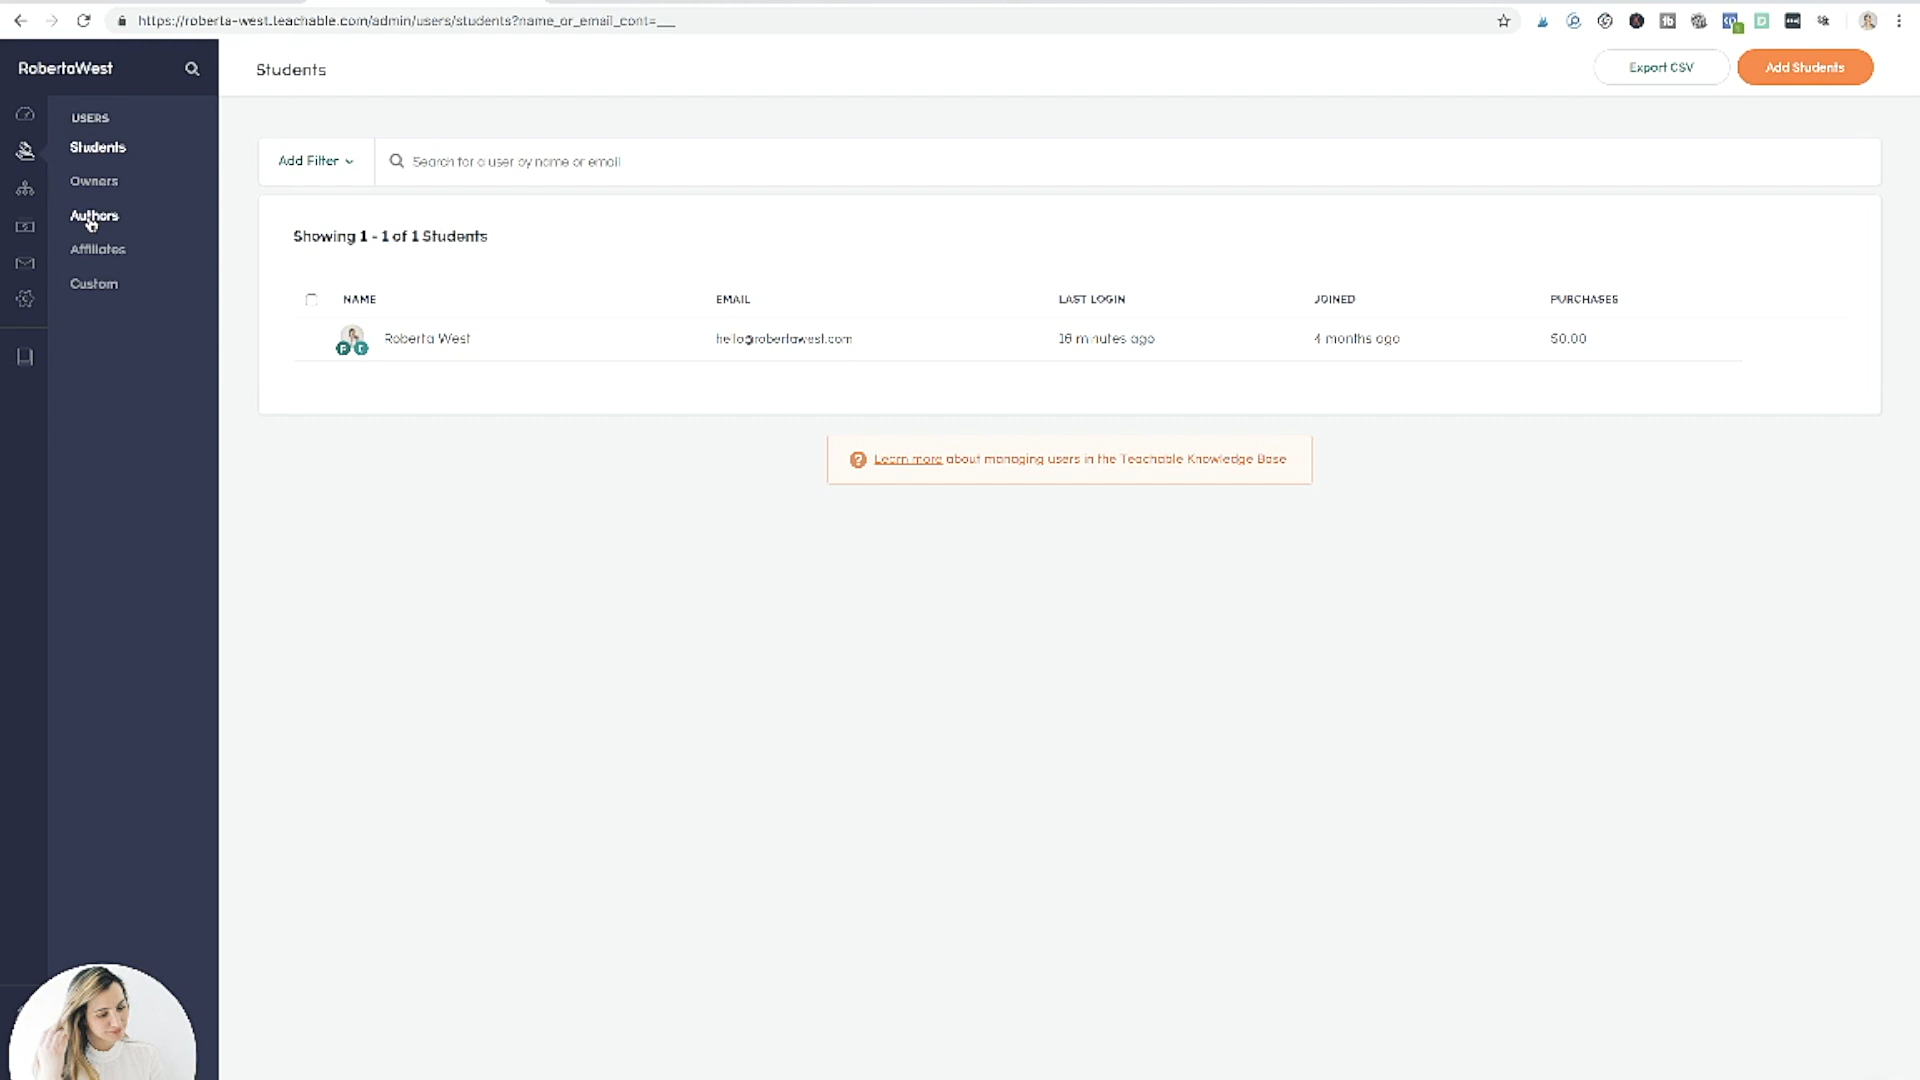 https://roberta-west.teachable.com/admin/users/students?name_or_email_cont=___
RobertaWest
Students
Export CSV
Add Students
USERS
Students
Owners
Authors
Affiliates
Custom
Add Filter
Search for a user by name or email
Showing 1 - 1 of 1 Students
NAME EMAIL LAST LOGIN JOINED PURCHASES
Roberta West hello@robertawest.com 16 minutes ago 4 months ago $0.00
Learn more about managing users in the Teachable Knowledge Base